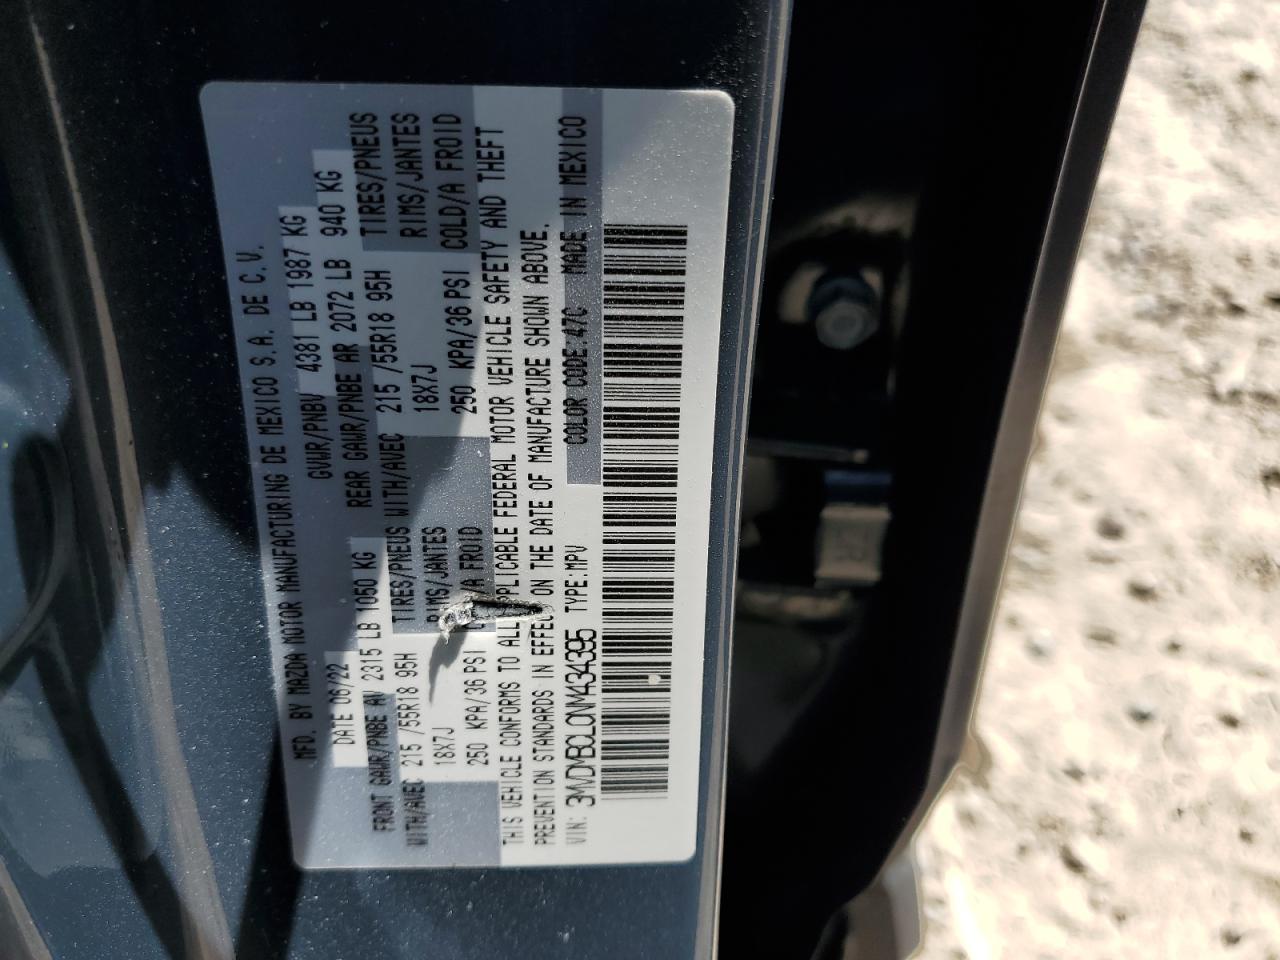 MFD. BY MAZDA MOTOR MANUFACTURING DE MEXICO S.A. DE C.V.
DATE 06/22 GVWR/PNBV 4381 LB 1987 KG
FRONT GAWR/PNBE AV 2315 LB 1050 KG REAR GAWR/PNBE AR 2072 LB 940 KG
WITH/AVEC 215 /55R18 95H TIRES/PNEUS WITH/AVEC 215 /55R18 95H TIRES/PNEUS
18X7J RIMS/JANTES 18X7J RIMS/JANTES
250 KPA/36 PSI /A FROID 250 KPA/36 PSI COLD/A FROID
THIS VEHICLE CONFORMS TO ALL APPLICABLE FEDERAL MOTOR VEHICLE SAFETY AND THEFT
PREVENTION STANDARDS IN EFFECT ON THE DATE OF MANUFACTURE SHOWN ABOVE.
VIN: 3MVDMBCL0NM434395 TYPE:MPV COLOR CODE:47C MADE IN MEXICO